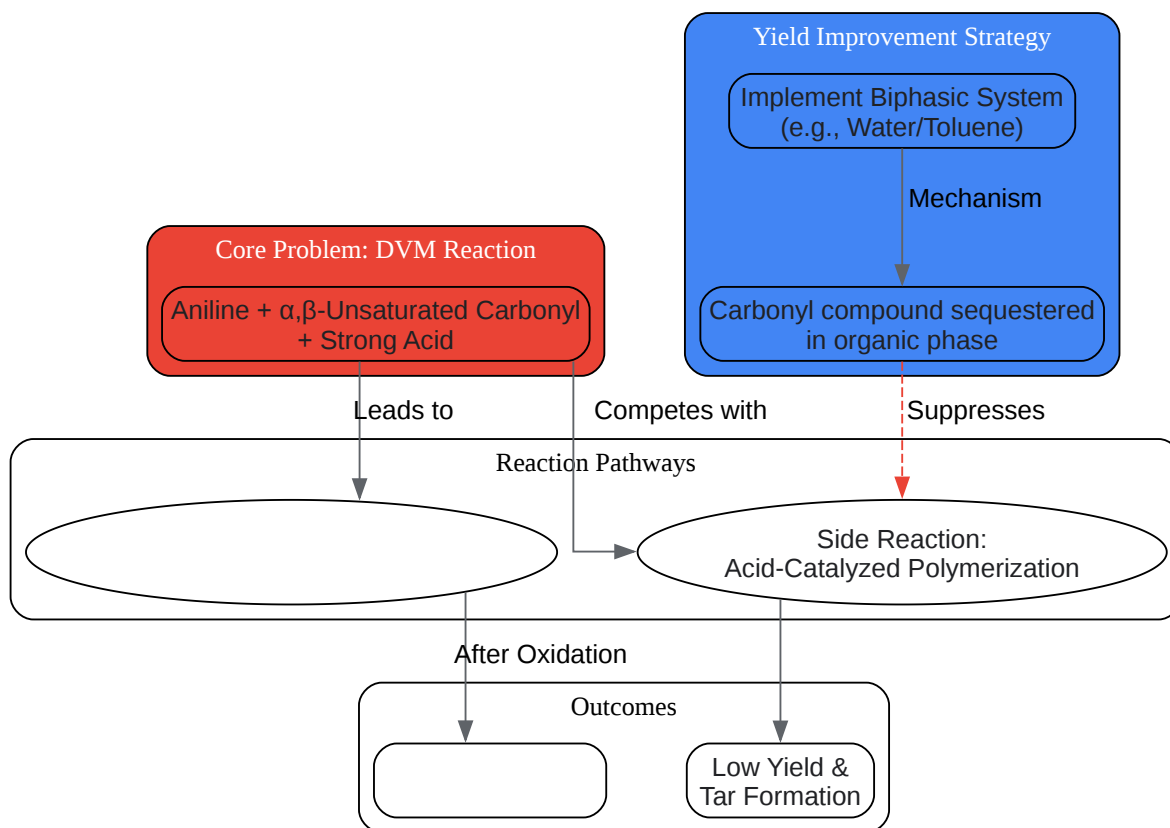 Yield Improvement Strategy
Implement Biphasic System
(e.g., Water/Toluene)
Mechanism
Core Problem: DVM Reaction
Aniline + α,β-Unsaturated Carbonyl
+ Strong Acid
Carbonyl compound sequestered
in organic phase
Leads to
Competes with
Suppresses
Reaction Pathways
Side Reaction:
Acid-Catalyzed Polymerization
After Oxidation
Outcomes
Low Yield &
Tar Formation